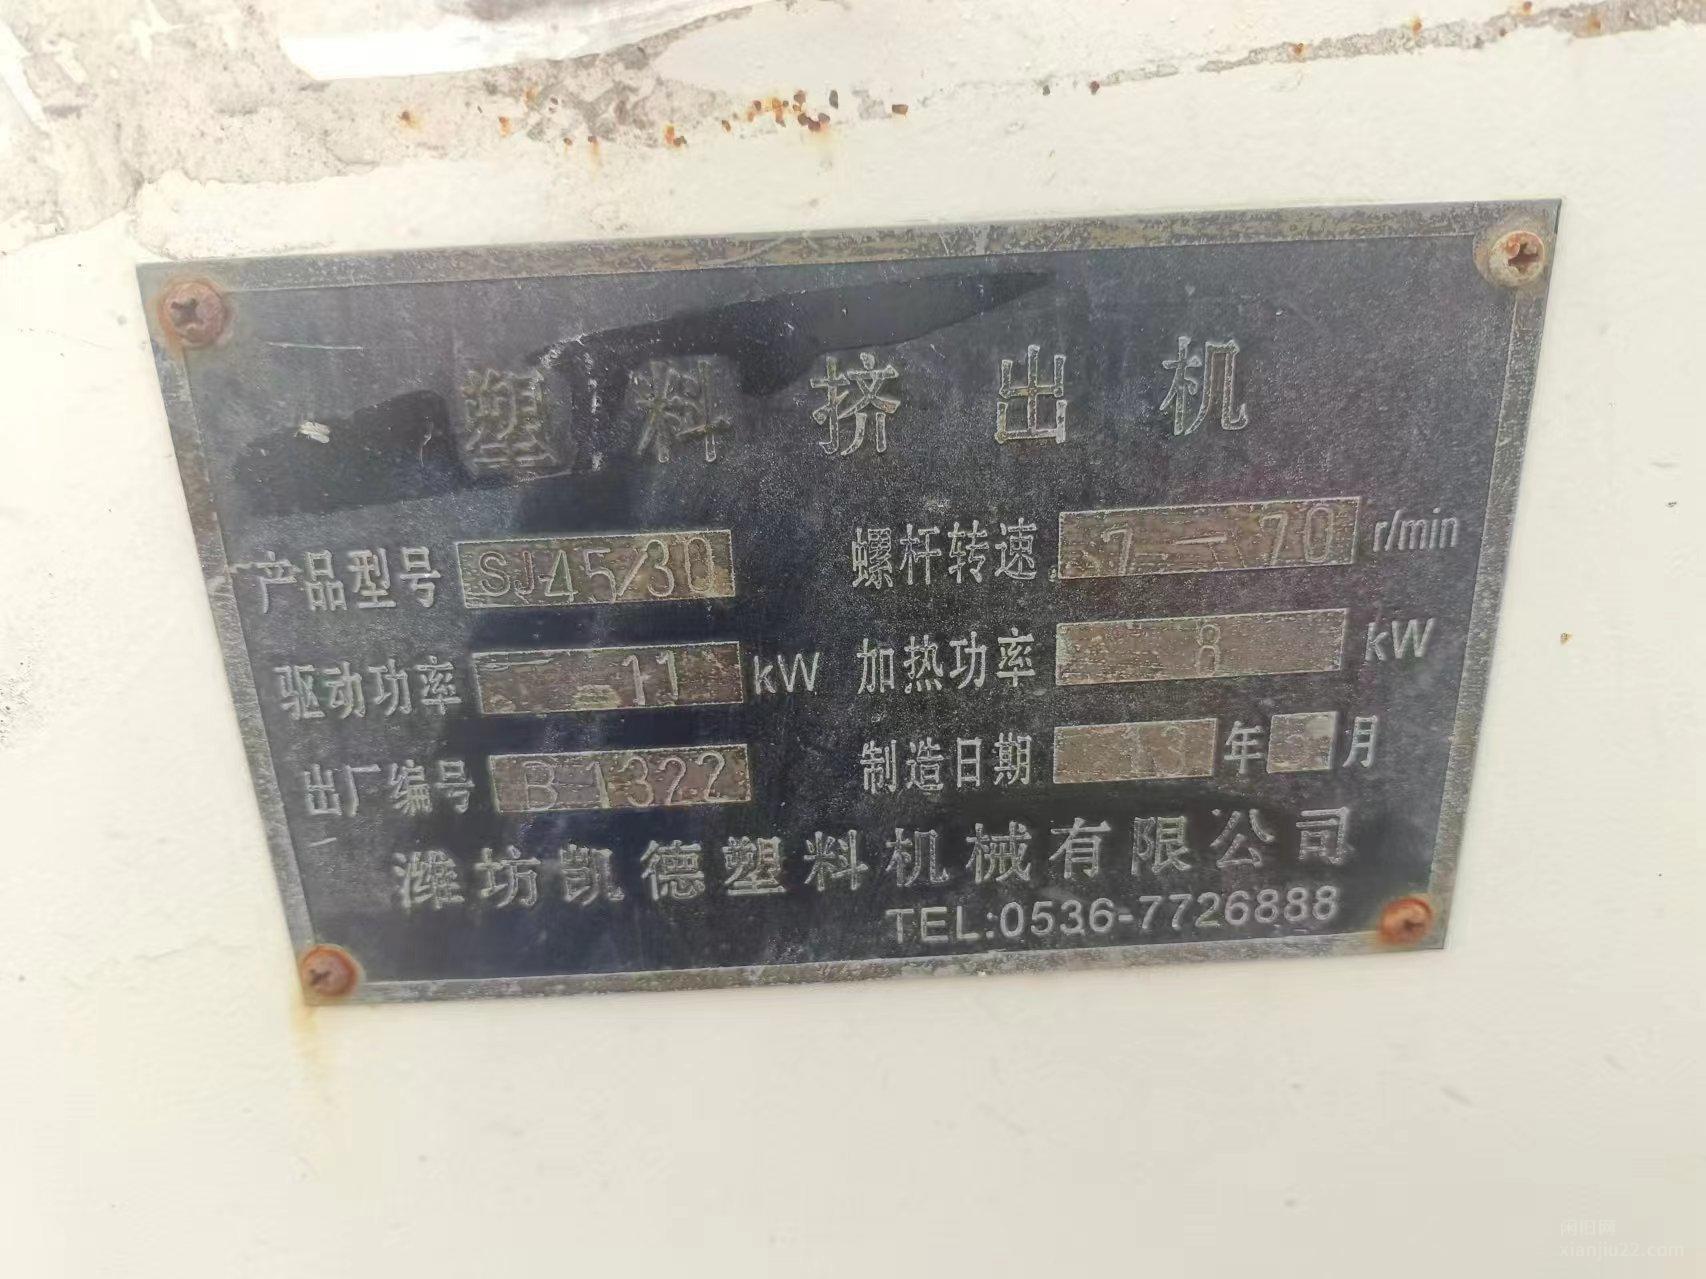 塑料挤出机
产品型号 SJ-45/30 螺杆转速 7-70 r/min
驱动功率 11 kW 加热功率 8 kW
出厂编号 B1322 制造日期 13 年 月
潍坊凯德塑料机械有限公司
TEL:0536-7726888
闲旧网
xianjiu22.com